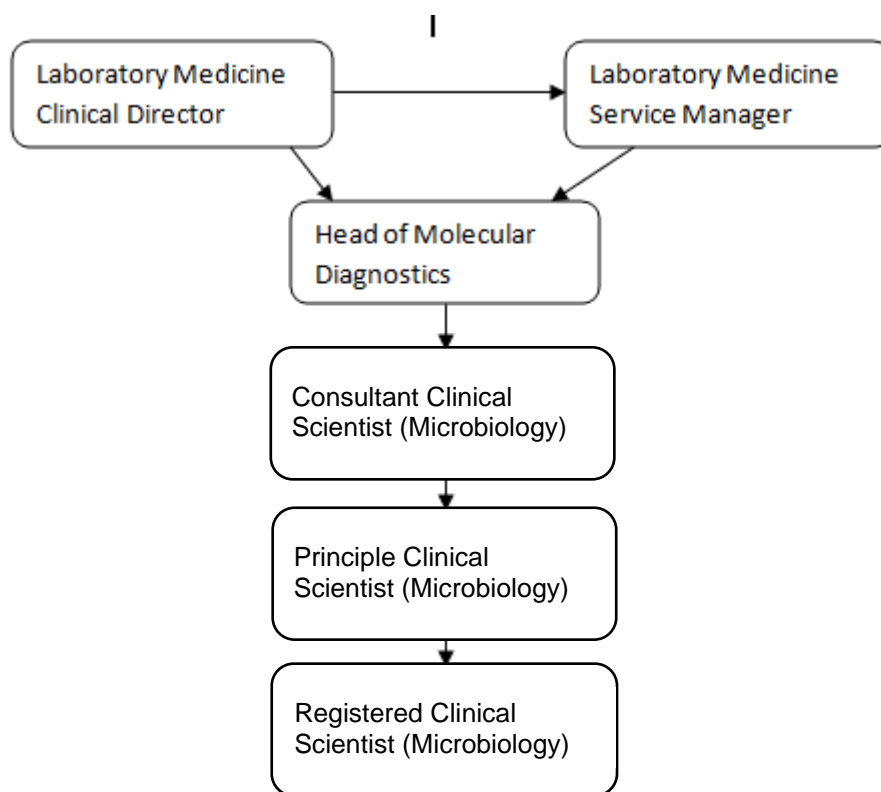 I
Laboratory Medicine
Clinical Director
Laboratory Medicine
Service Manager
Head of Molecular
Diagnostics
Consultant Clinical
Scientist (Microbiology)
Principle Clinical
Scientist (Microbiology)
Registered Clinical
Scientist (Microbiology)